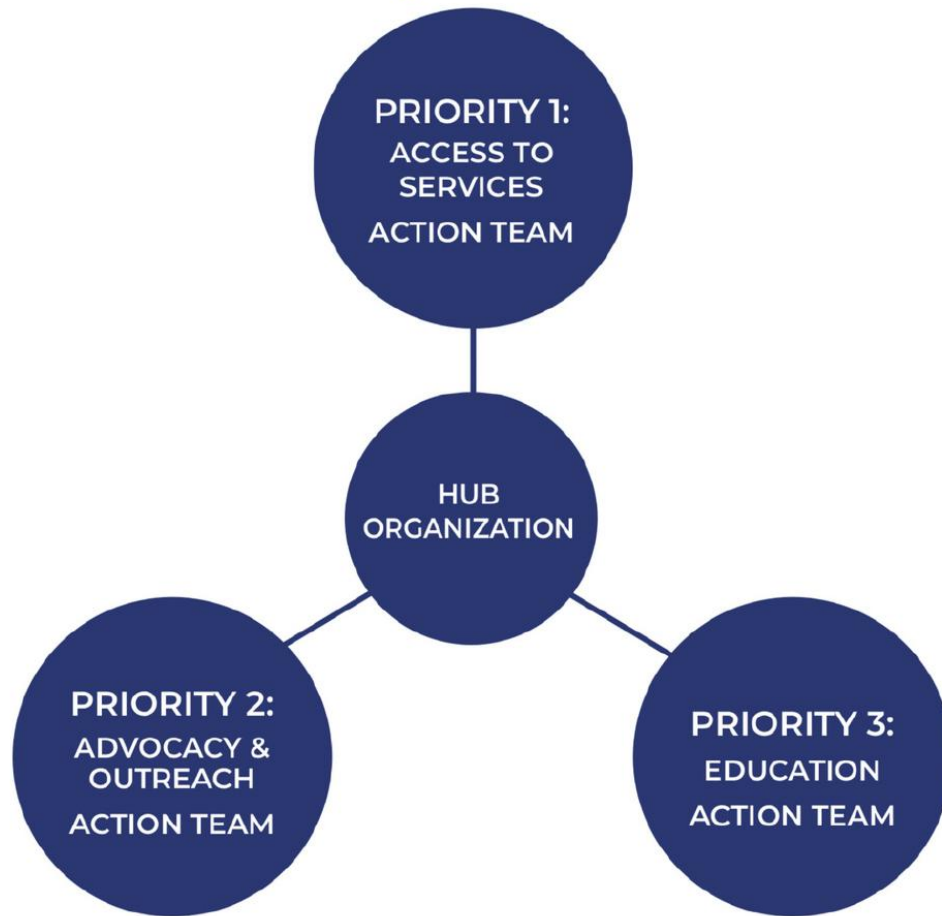 PRIORITY 1:
ACCESS TO
SERVICES
ACTION TEAM
HUB
ORGANIZATION
PRIORITY 2:
ADVOCACY &
OUTREACH
ACTION TEAM
PRIORITY 3:
EDUCATION
ACTION TEAM